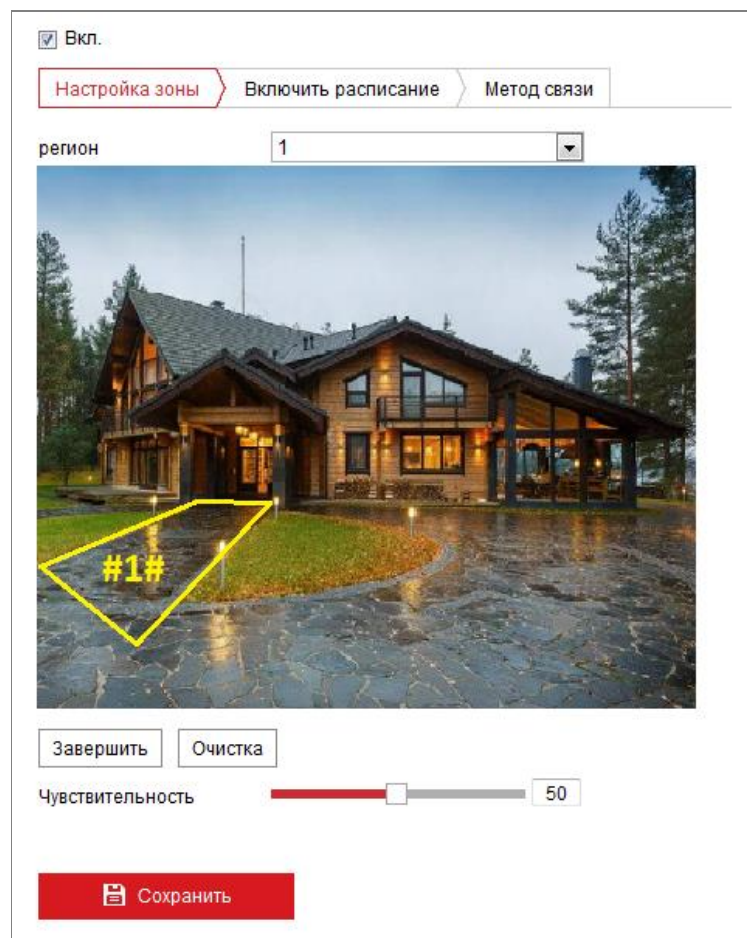 Вкл.
Настройка зоны Включить расписание Метод связи
регион 1
#1#
Завершить Очистка
Чувствительность 50
Сохранить